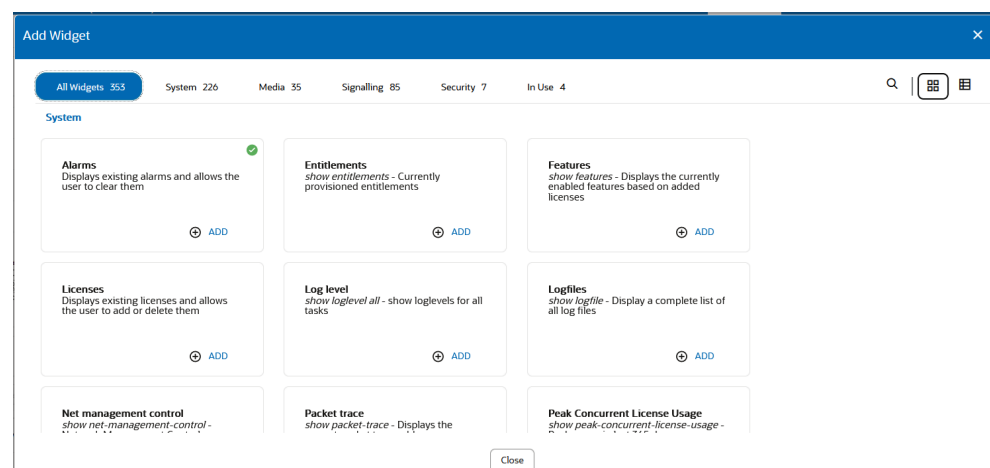 Add Widget
All Widgets 353 System 226 Media 35 Signalling 85 Security 7 In Use 4
System
Alarms
Displays existing alarms and allows the
user to clear them
ADD
Entitlements
show entitlements - Currently
provisioned entitlements
ADD
Features
show features - Displays the currently
enabled features based on added
licenses
ADD
Licenses
Displays existing licenses and allows
the user to add or delete them
ADD
Log level
show loglevel all - show loglevels for all
tasks
ADD
Logfiles
show logfile - Display a complete list of
all log files
ADD
Net management control
show net-management-control -
Packet trace
show packet-trace - Displays the
Peak Concurrent License Usage
show peak-concurrent-license-usage -
Close